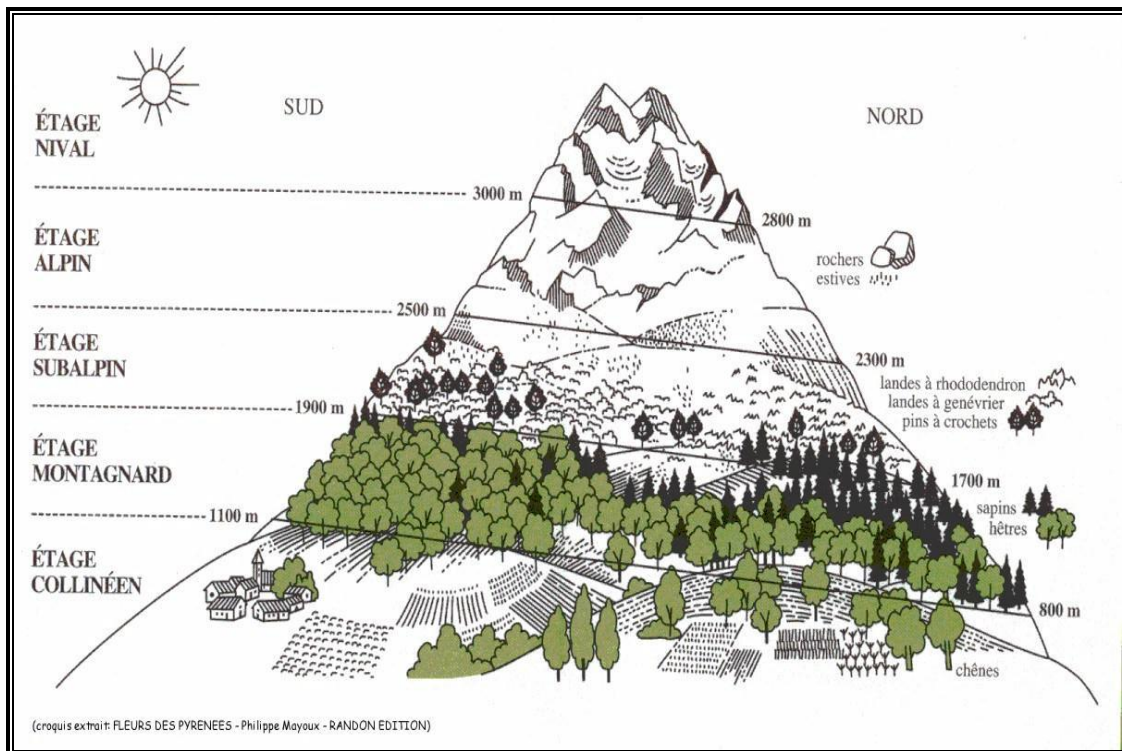 SUD
NORD
ÉTAGE
NIVAL
3000 m
2800 m
ÉTAGE
ALPIN
rochers
estives
2500 m
2300 m
ÉTAGE
SUBALPIN
landes à rhododendron
landes à genévrier
pins à crochets
1900 m
1700 m
ÉTAGE
MONTAGNARD
sapins
hêtres
1100 m
800 m
ÉTAGE
COLLINÉEN
chênes
(croquis extrait: FLEURS DES PYRENEES - Philippe Mayoux - RANDON EDITION)